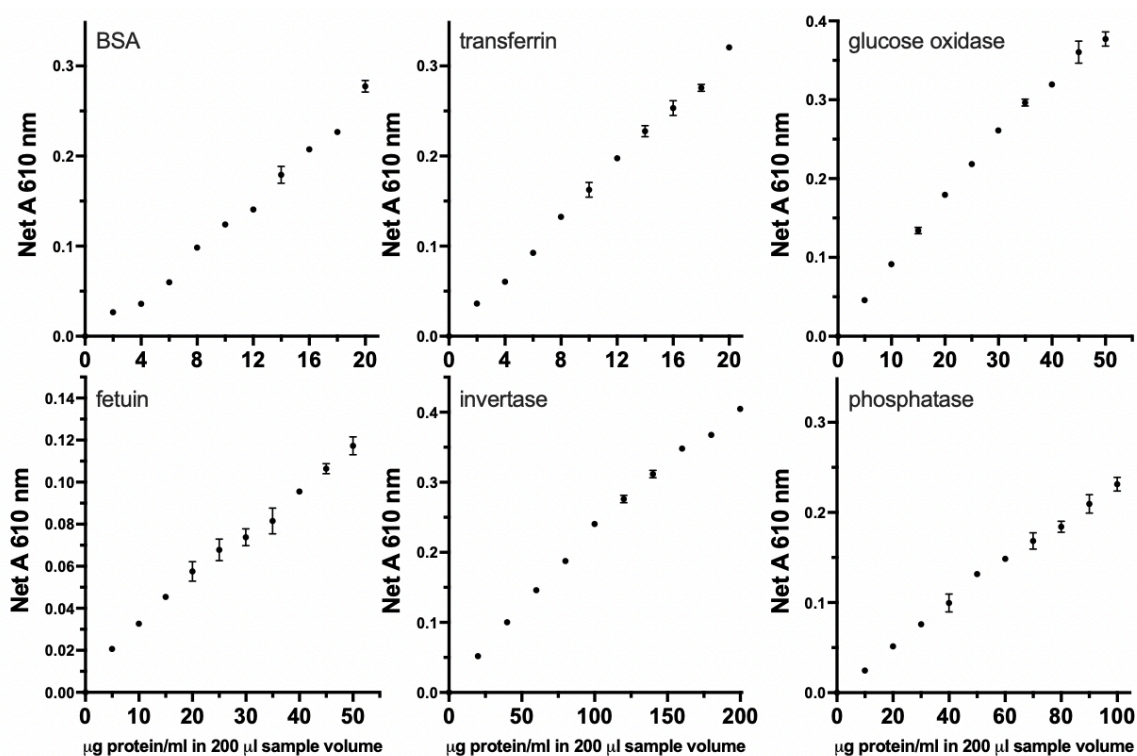 BSA
Net A 610 nm
0.3
0.2
0.1
0.0
0 4 8 12 16 20
transferrin
Net A 610 nm
0.3
0.2
0.1
0.0
0 4 8 12 16 20
glucose oxidase
Net A 610 nm
0.4
0.3
0.2
0.1
0.0
0 10 20 30 40 50
fetuin
Net A 610 nm
0.14
0.12
0.10
0.08
0.06
0.04
0.02
0.00
0 10 20 30 40 50
µg protein/ml in 200 µl sample volume
invertase
Net A 610 nm
0.4
0.3
0.2
0.1
0.0
0 50 100 150 200
µg protein/ml in 200 µl sample volume
phosphatase
Net A 610 nm
0.3
0.2
0.1
0.0
0 20 40 60 80 100
µg protein/ml in 200 µl sample volume